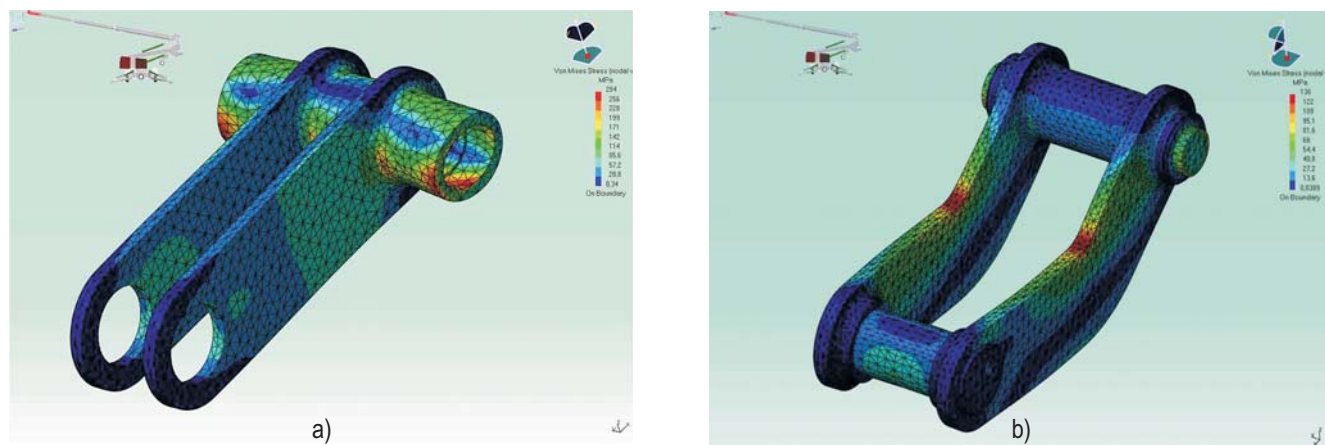 Von Mises Stress (nodal v
MPa
284
256
228
199
171
142
114
85,6
57,2
28,8
0,34
On Boundary
a)
Von Mises Stress (nodal v
MPa
136
122
109
95,1
81,6
68
54,4
40,8
27,2
13,6
0,0389
On Boundary
b)